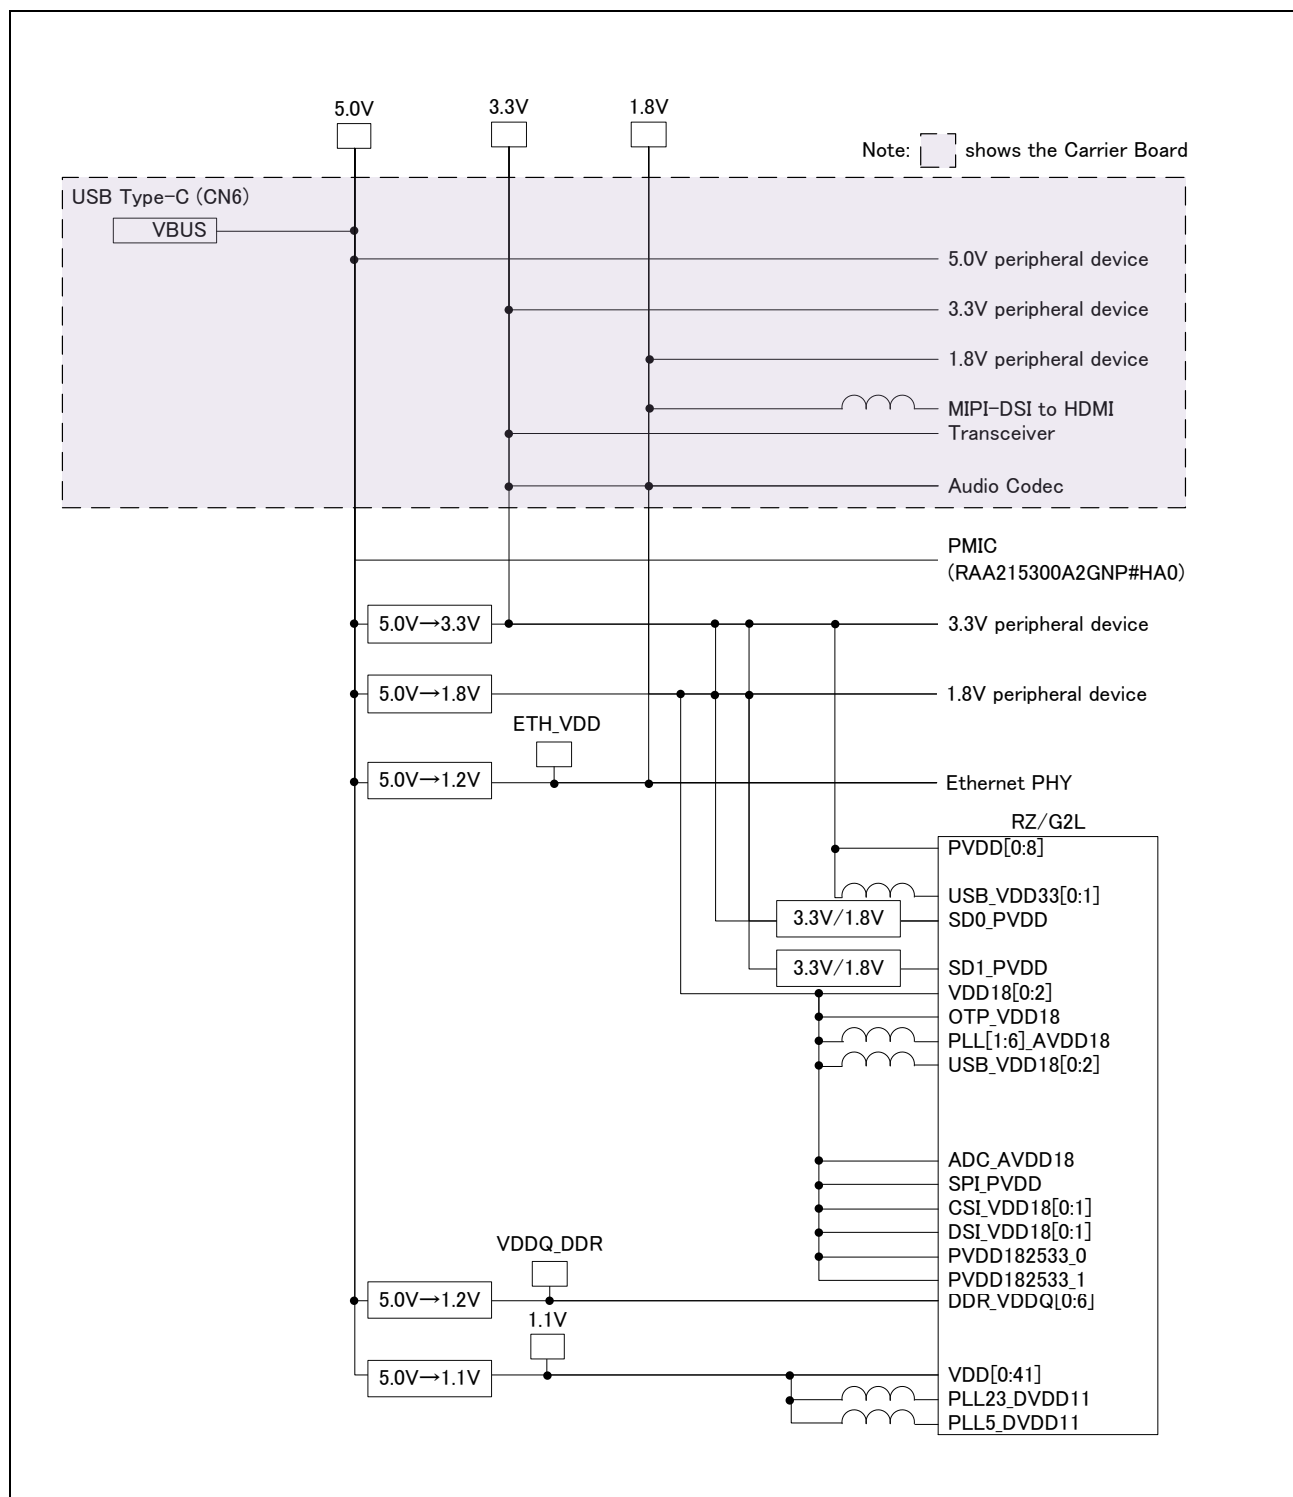 5.0V
3.3V
1.8V
Note: shows the Carrier Board
USB Type-C (CN6)
VBUS
5.0V peripheral device
3.3V peripheral device
1.8V peripheral device
MIPI-DSI to HDMI
Transceiver
Audio Codec
PMIC
(RAA215300A2GNP#HA0)
5.0V→3.3V
3.3V peripheral device
5.0V→1.8V
1.8V peripheral device
ETH_VDD
5.0V→1.2V
Ethernet PHY
RZ/G2L
PVDD[0:8]
USB_VDD33[0:1]
3.3V/1.8V
SD0_PVDD
3.3V/1.8V
SD1_PVDD
VDD18[0:2]
OTP_VDD18
PLL[1:6]_AVDD18
USB_VDD18[0:2]
ADC_AVDD18
SPI_PVDD
CSI_VDD18[0:1]
DSI_VDD18[0:1]
VDDQ_DDR
PVDD182533_0
PVDD182533_1
5.0V→1.2V
DDR_VDDQ[0:6]
1.1V
5.0V→1.1V
VDD[0:41]
PLL23_DVDD11
PLL5_DVDD11